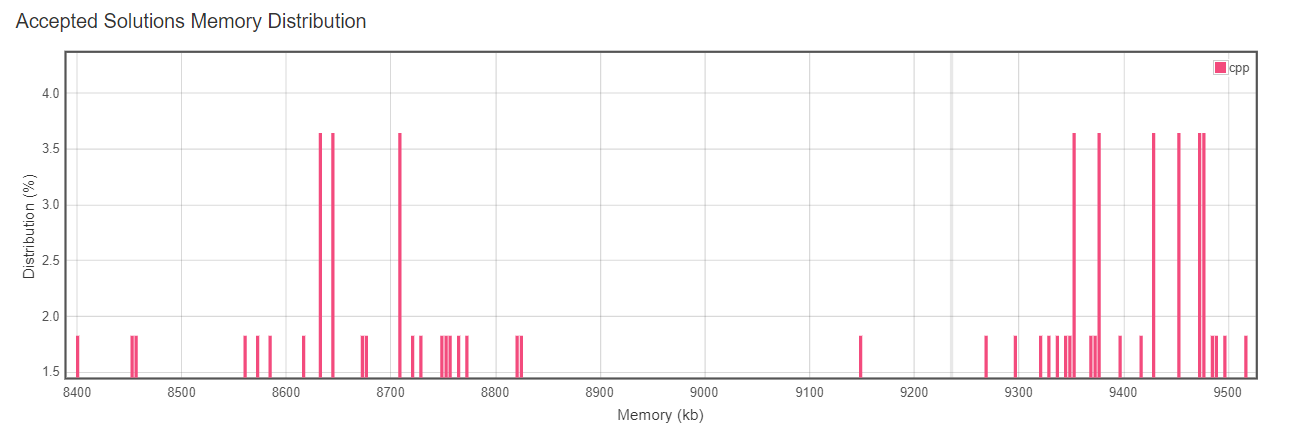 Accepted Solutions Memory Distribution
cpp
4.0
3.5
3.0
2.5
2.0
1.5
Distribution (%)
8400 8500 8600 8700 8800 8900 9000 9100 9200 9300 9400 9500
Memory (kb)